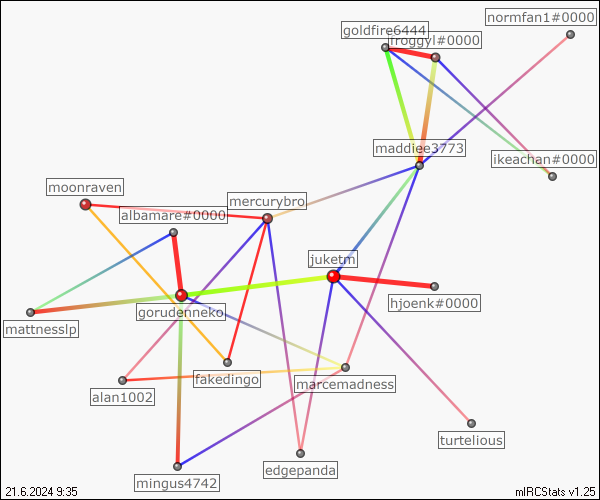 normfan1#0000
goldfire6444
froggyl#0000
maddiee3773
ikeachan#0000
moonraven
mercurybro
albamare#0000
juketm
hjoenk#0000
gorudenneko
mattnesslp
fakedingo
marcemadness
alan1002
turtelious
edgepanda
mingus4742
21.6.2024 9:35
mIRCStats v1.25